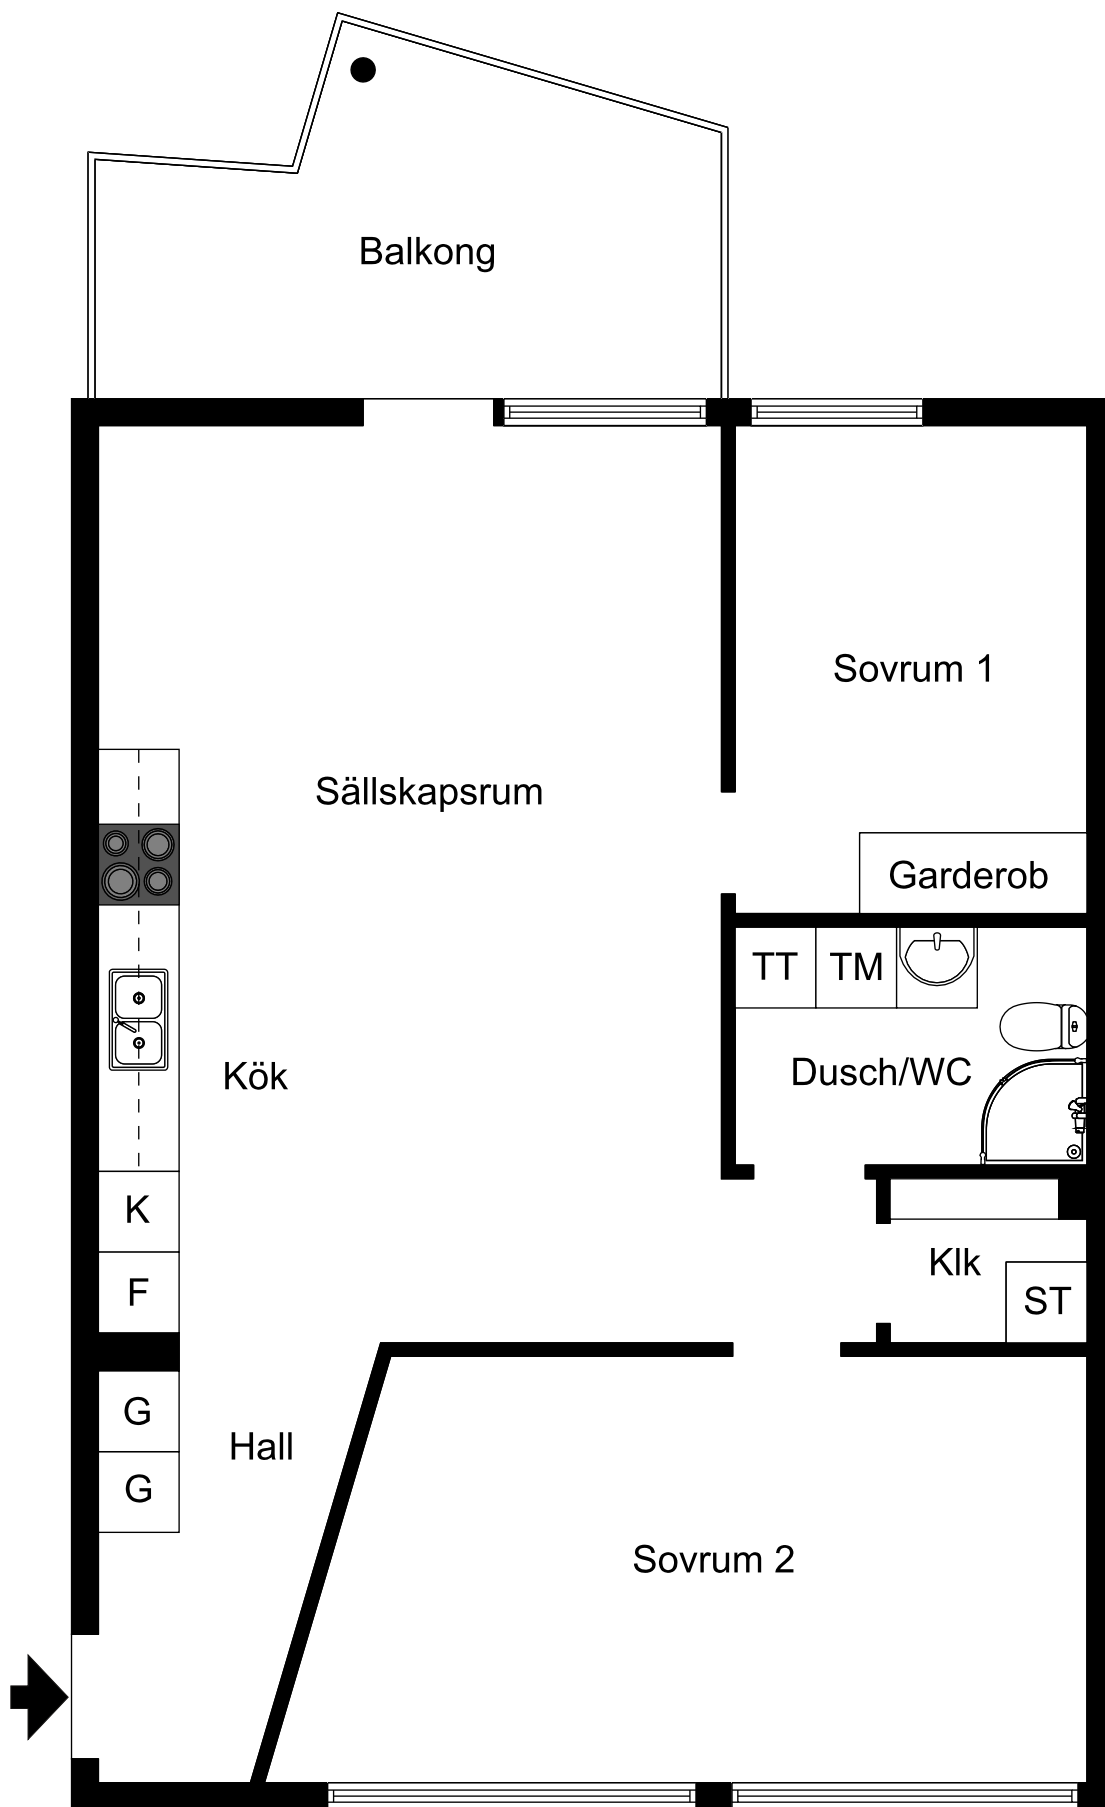 Balkong
Sovrum 1
Sällskapsrum
Garderob
TT
TM
Dusch/WC
Kök
K
Klk
F
ST
G
Hall
G
Sovrum 2